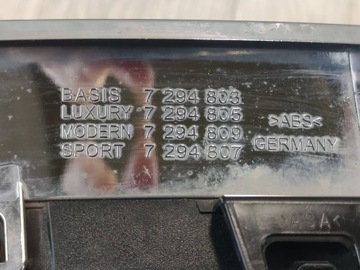 BASIS 7 294 803
LUXURY 7 294 805
MODERN 7 294 809
SPORT 7 294 807
>ABS<
GERMANY